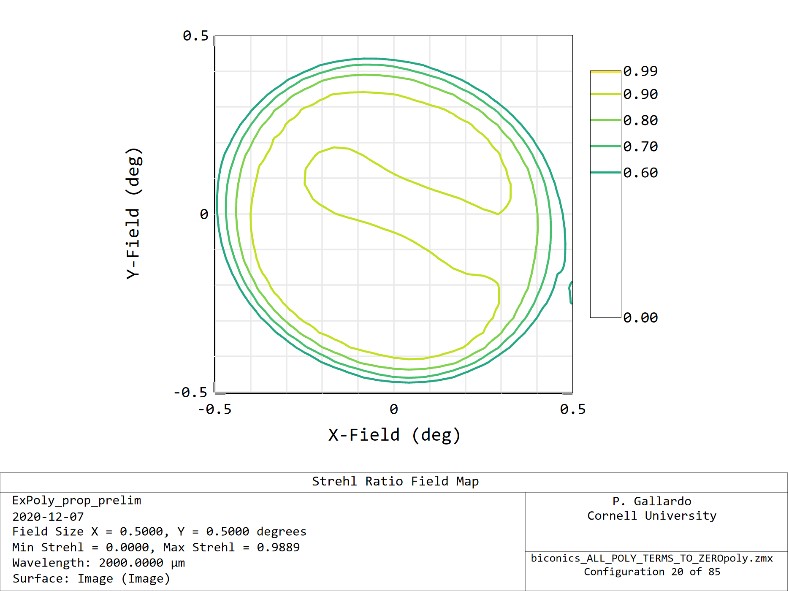 0.5
0
-0.5
Y-Field (deg)
-0.5 0 0.5
X-Field (deg)
0.99
0.90
0.80
0.70
0.60
0.00
Strehl Ratio Field Map
ExPoly_prop_prelim
2020-12-07
Field Size X = 0.5000, Y = 0.5000 degrees
Min Strehl = 0.0000, Max Strehl = 0.9889
Wavelength: 2000.0000 µm
Surface: Image (Image)
P. Gallardo
Cornell University
biconics_ALL_POLY_TERMS_TO_ZEROpoly.zmx
Configuration 20 of 85